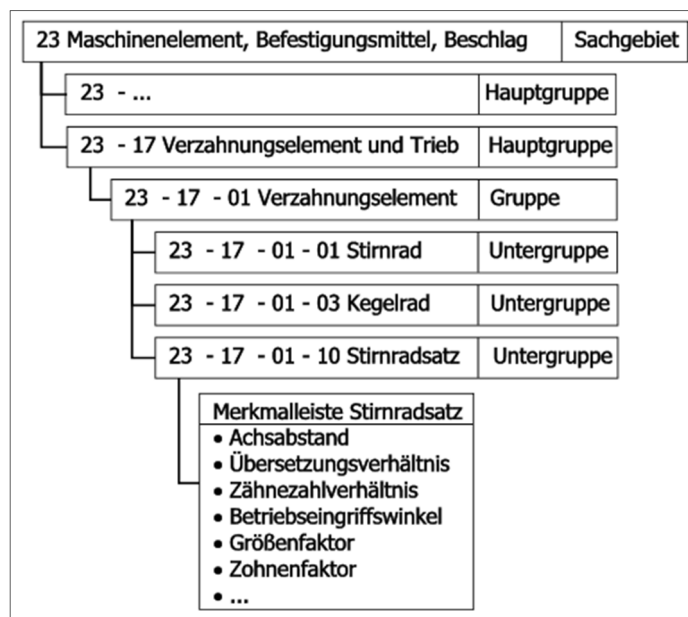 23 Maschinenelement, Befestigungsmittel, Beschlag Sachgebiet
23 - ... Hauptgruppe
23 - 17 Verzahnungselement und Trieb Hauptgruppe
23 - 17 - 01 Verzahnungselement Gruppe
23 - 17 - 01 - 01 Stirnrad Untergruppe
23 - 17 - 01 - 03 Kegelrad Untergruppe
23 - 17 - 01 - 10 Stirnradsatz Untergruppe
Merkmalleiste Stirnradsatz
• Achsabstand
• Übersetzungsverhältnis
• Zähnezahlverhältnis
• Betriebseingriffswinkel
• Größenfaktor
• Zohnenfaktor
• ...